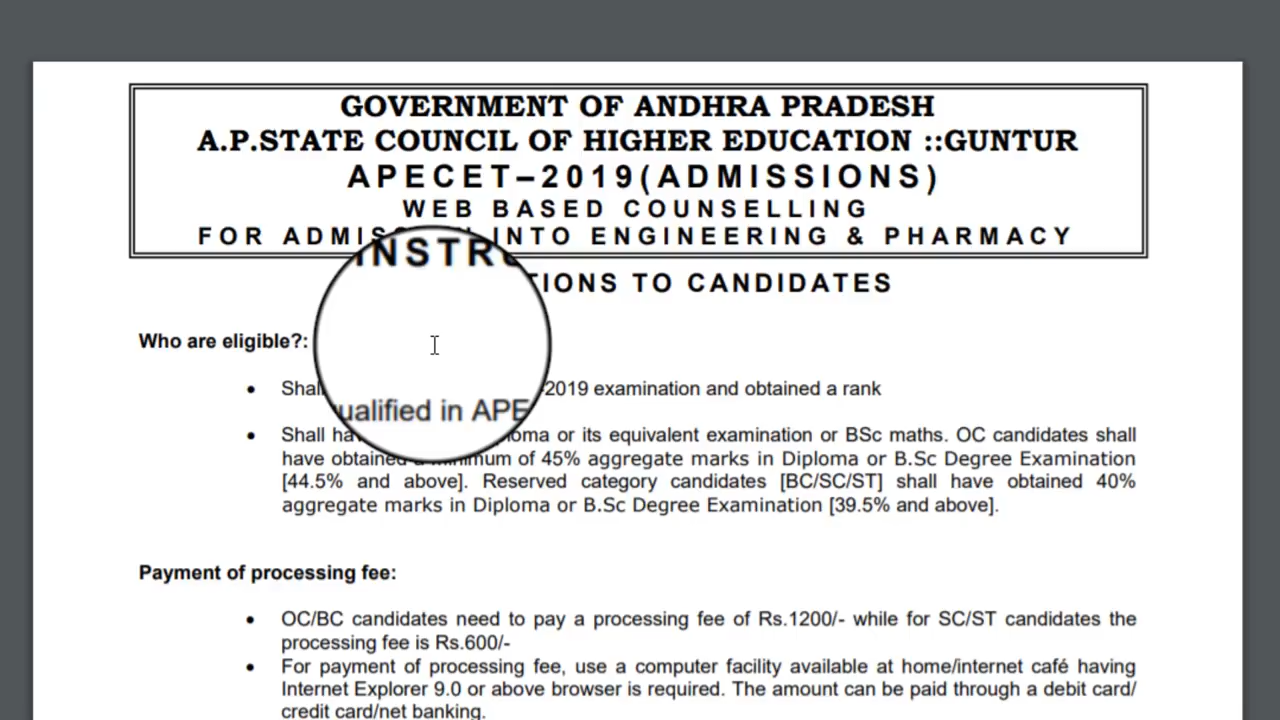 GOVERNMENT OF ANDHRA PRADESH
A.P.STATE COUNCIL OF HIGHER EDUCATION ::GUNTUR
APECET–2019(ADMISSIONS)
WEB BASED COUNSELLING
FOR ADMISSION INTO ENGINEERING & PHARMACY
INSTRUCTIONS TO CANDIDATES
Who are eligible?:
Shall qualified in APE -2019 examination and obtained a rank
Shall have or its equivalent examination or BSc maths. OC candidates shall
have obtained a minimum of 45% aggregate marks in Diploma or B.Sc Degree Examination
[44.5% and above]. Reserved category candidates [BC/SC/ST] shall have obtained 40%
aggregate marks in Diploma or B.Sc Degree Examination [39.5% and above].
Payment of processing fee:
OC/BC candidates need to pay a processing fee of Rs.1200/- while for SC/ST candidates the
processing fee is Rs.600/-
For payment of processing fee, use a computer facility available at home/internet café having
Internet Explorer 9.0 or above browser is required. The amount can be paid through a debit card/
credit card/net banking.